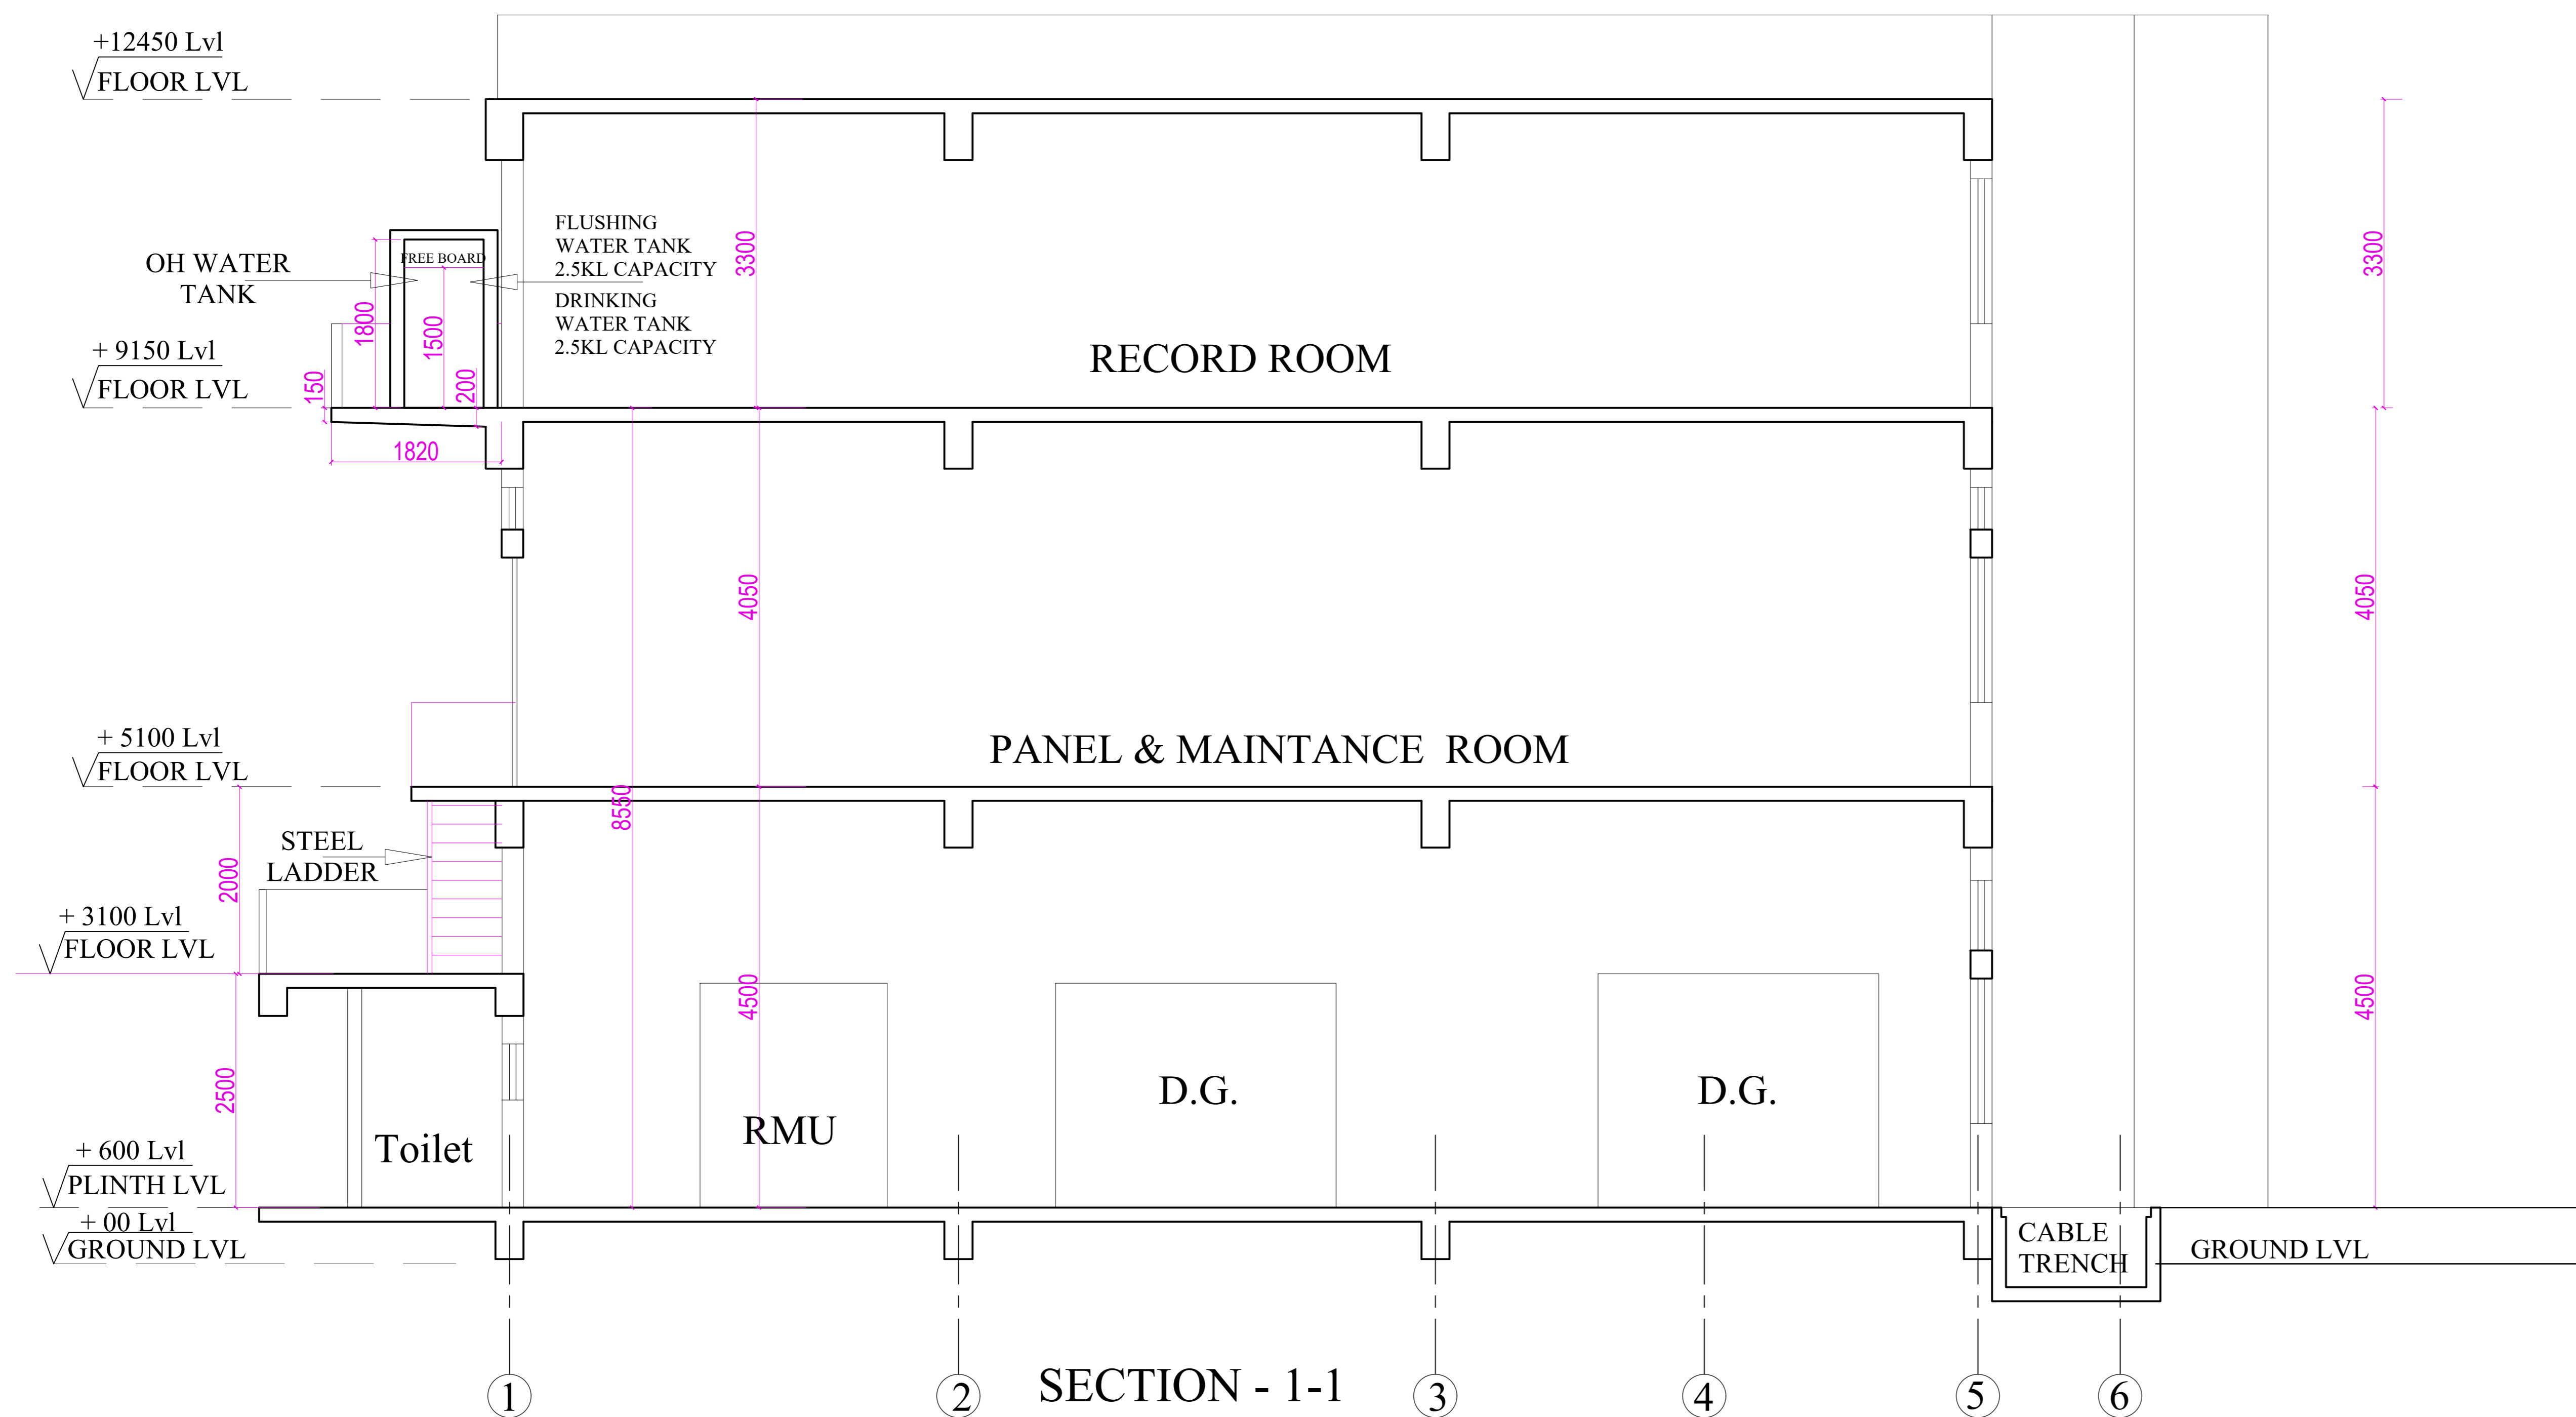 +12450 Lvl
FLOOR LVL
FLUSHING
WATER TANK
2.5KL CAPACITY
DRINKING
WATER TANK
2.5KL CAPACITY
OH WATER
TANK
FREE BOARD
3300
3300
1800
1500
200
150
1820
+ 9150 Lvl
FLOOR LVL
RECORD ROOM
4050
4050
8550
+ 5100 Lvl
FLOOR LVL
PANEL & MAINTANCE ROOM
STEEL
LADDER
2000
+ 3100 Lvl
FLOOR LVL
4500
4500
2500
Toilet
RMU
D.G.
D.G.
+ 600 Lvl
PLINTH LVL
+ 00 Lvl
GROUND LVL
CABLE
TRENCH
GROUND LVL
SECTION - 1-1
1
2
3
4
5
6